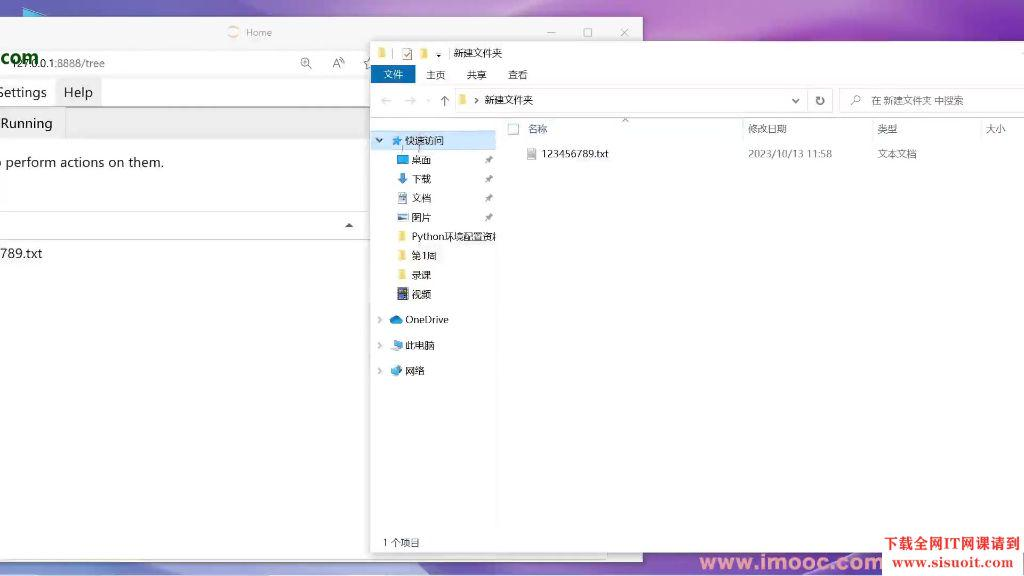 Home
com
127.0.0.1:8888/tree
Settings
Help
Running
perform actions on them.
789.txt
新建文件夹
文件 主页 共享 查看
新建文件夹
在 新建文件夹 中搜索
名称 修改日期 类型 大小
123456789.txt 2023/10/13 11:58 文本文档
快速访问
桌面
下载
文档
图片
Python环境配置资料
第1周
录课
视频
OneDrive
此电脑
网络
1 个项目
www.imooc.com
下载全网IT网课请到
www.sisuoit.com